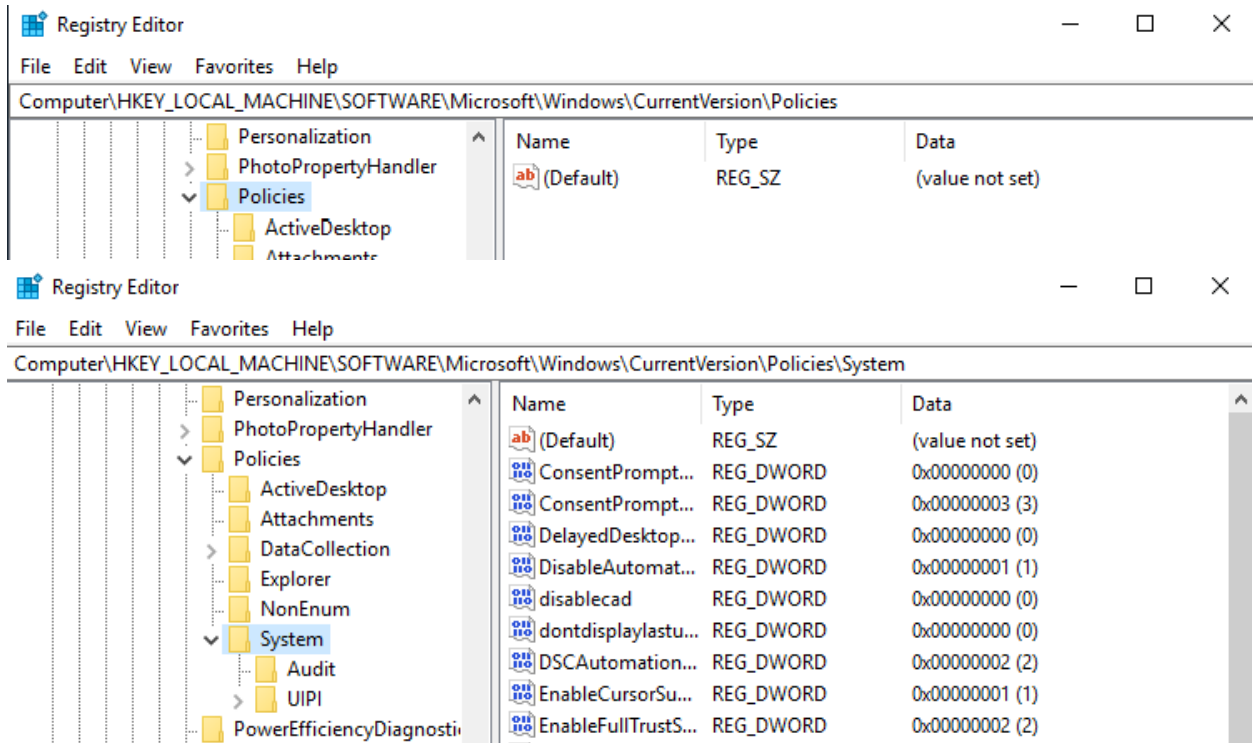 Registry Editor
File Edit View Favorites Help
Computer\HKEY_LOCAL_MACHINE\SOFTWARE\Microsoft\Windows\CurrentVersion\Policies
Personalization
PhotoPropertyHandler
Policies
ActiveDesktop
Attachments
Name Type Data
(Default) REG_SZ (value not set)
Registry Editor
File Edit View Favorites Help
Computer\HKEY_LOCAL_MACHINE\SOFTWARE\Microsoft\Windows\CurrentVersion\Policies\System
Personalization
PhotoPropertyHandler
Policies
ActiveDesktop
Attachments
DataCollection
Explorer
NonEnum
System
Audit
UIPI
PowerEfficiencyDiagnosti
Name Type Data
(Default) REG_SZ (value not set)
ConsentPrompt... REG_DWORD 0x00000000 (0)
ConsentPrompt... REG_DWORD 0x00000003 (3)
DelayedDesktop... REG_DWORD 0x00000000 (0)
DisableAutomat... REG_DWORD 0x00000001 (1)
disablecad REG_DWORD 0x00000000 (0)
dontdisplaylastu... REG_DWORD 0x00000000 (0)
DSCAutomation... REG_DWORD 0x00000002 (2)
EnableCursorSu... REG_DWORD 0x00000001 (1)
EnableFullTrustS... REG_DWORD 0x00000002 (2)